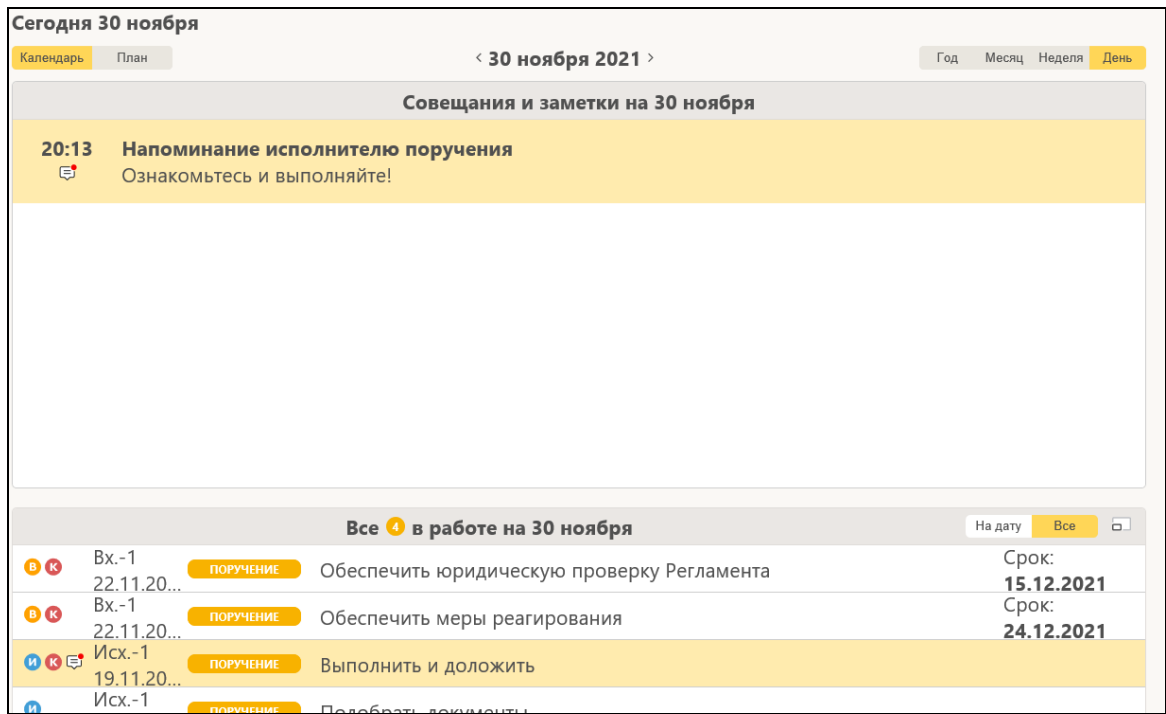 Сегодня 30 ноября
Календарь План < 30 ноября 2021 > Год Месяц Неделя День
Совещания и заметки на 30 ноября
20:13 Напоминание исполнителю поручения
Ознакомьтесь и выполняйте!
Все 4 в работе на 30 ноября На дату Все
В К Вх.-1 22.11.20... ПОРУЧЕНИЕ Обеспечить юридическую проверку Регламента Срок: 15.12.2021
В К Вх.-1 22.11.20... ПОРУЧЕНИЕ Обеспечить меры реагирования Срок: 24.12.2021
И К Исх.-1 19.11.20... ПОРУЧЕНИЕ Выполнить и доложить
И Исх.-1 ПОРУЧЕНИЕ Подобрать документы